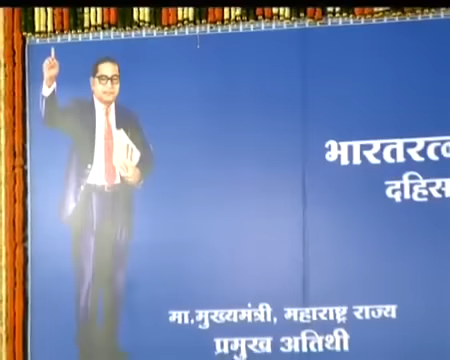 भारतरत्न
दहिस
मा.मुख्यमंत्री, महाराष्ट्र राज्य
प्रमुख अतिथी